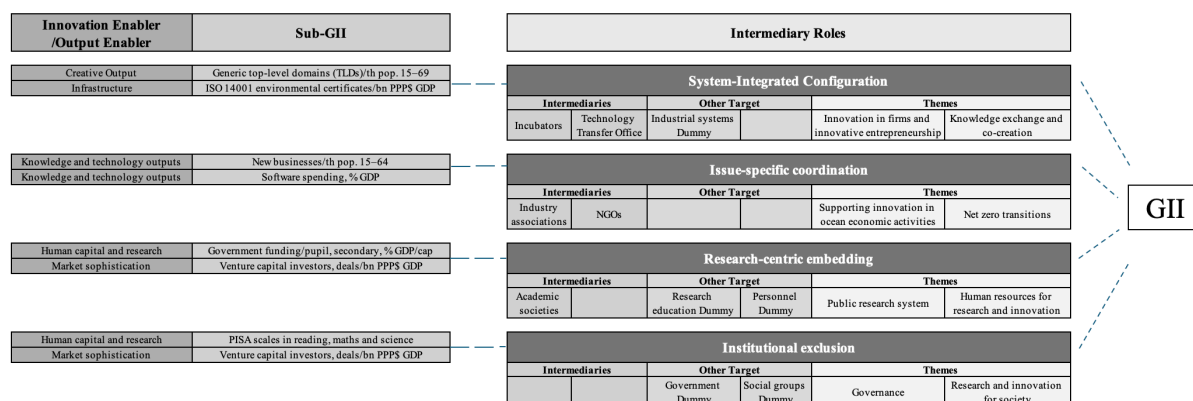 Innovation Enabler
/Output Enabler
Sub-GII
Intermediary Roles
Creative Output
Generic top-level domains (TLDs)/th pop. 15–69
Infrastructure
ISO 14001 environmental certificates/bn PPP$ GDP
System-Integrated Configuration
Intermediaries
Other Target
Themes
Incubators
Technology
Transfer Office
Industrial systems
Dummy
Innovation in firms and
innovative entrepreneurship
Knowledge exchange and
co-creation
Knowledge and technology outputs
New businesses/th pop. 15–64
Knowledge and technology outputs
Software spending, % GDP
Issue-specific coordination
Intermediaries
Other Target
Themes
Industry
associations
NGOs
Supporting innovation in
ocean economic activities
Net zero transitions
GII
Human capital and research
Government funding/pupil, secondary, % GDP/cap
Market sophistication
Venture capital investors, deals/bn PPP$ GDP
Research-centric embedding
Intermediaries
Other Target
Themes
Academic
societies
Research
education Dummy
Personnel
Dummy
Public research system
Human resources for
research and innovation
Human capital and research
PISA scales in reading, maths and science
Market sophistication
Venture capital investors, deals/bn PPP$ GDP
Institutional exclusion
Intermediaries
Other Target
Themes
Government
Dummy
Social groups
Dummy
Governance
Research and innovation
for society